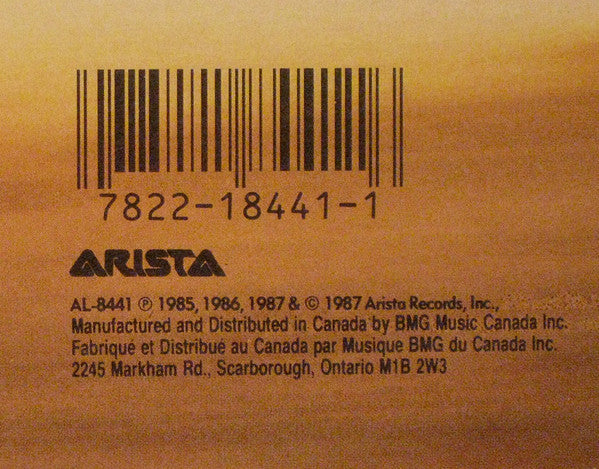 7822-18441-1
ARISTA
AL-8441 ℗ 1985, 1986, 1987 & © 1987 Arista Records, Inc.,
Manufactured and Distributed in Canada by BMG Music Canada Inc.
Fabriqué et Distribué au Canada par Musique BMG du Canada Inc.
2245 Markham Rd., Scarborough, Ontario M1B 2W3